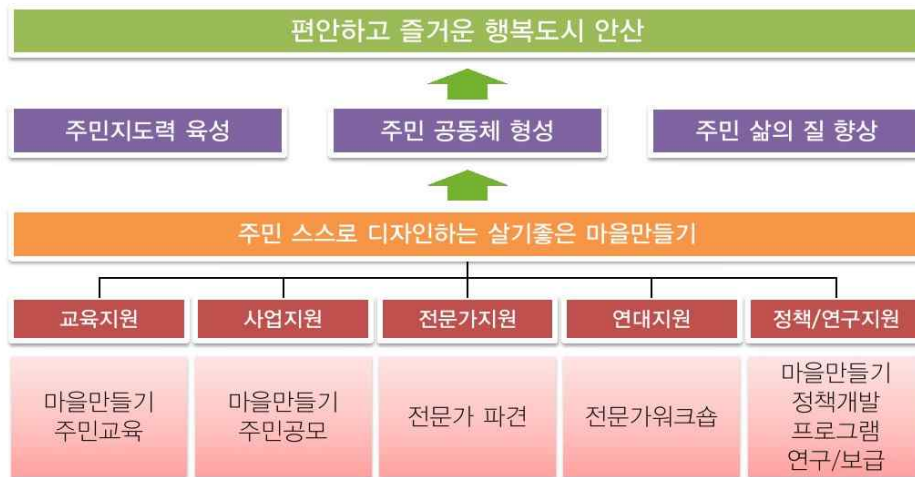 편안하고 즐거운 행복도시 안산
주민지도력 육성
주민 공동체 형성
주민 삶의 질 향상
주민 스스로 디자인하는 살기좋은 마을만들기
교육지원
사업지원
전문가지원
연대지원
정책/연구지원
마을만들기
주민교육
마을만들기
주민공모
전문가 파견
전문가워크숍
마을만들기
정책개발
프로그램
연구/보급